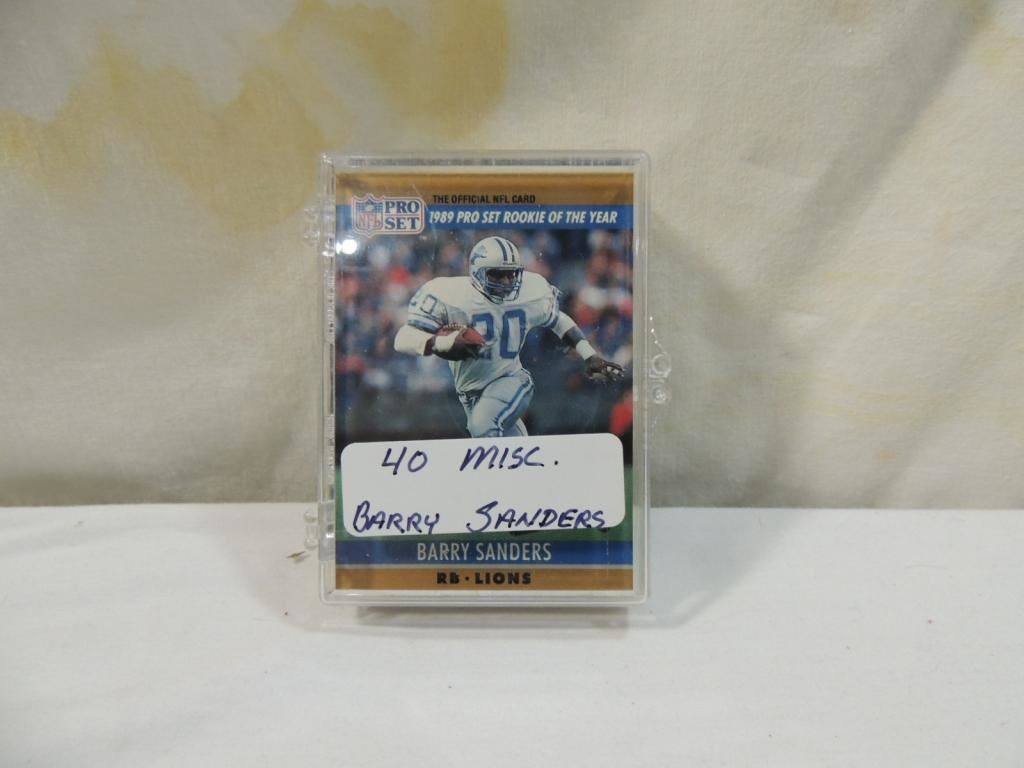 THE OFFICIAL NFL CARD
NFL PRO SET
1989 PRO SET ROOKIE OF THE YEAR
20 20
40 MISC.
BARRY SANDERS
BARRY SANDERS
RB · LIONS